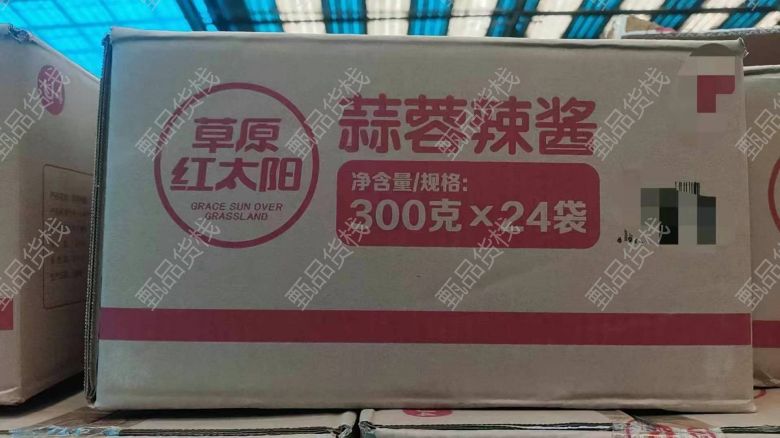 草原
红太阳
GRACE SUN OVER
GRASSLAND
蒜蓉辣酱
净含量/规格:
300克×24袋
甄品货栈